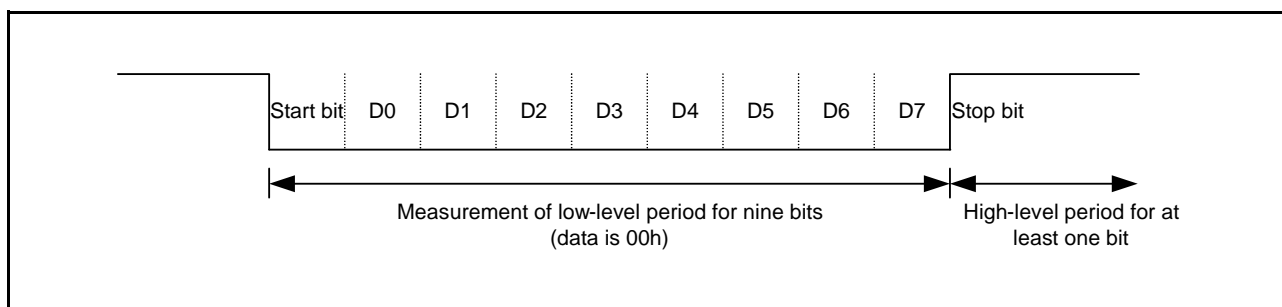 Start bit D0 D1 D2 D3 D4 D5 D6 D7 Stop bit
Measurement of low-level period for nine bits
(data is 00h)
High-level period for at
least one bit